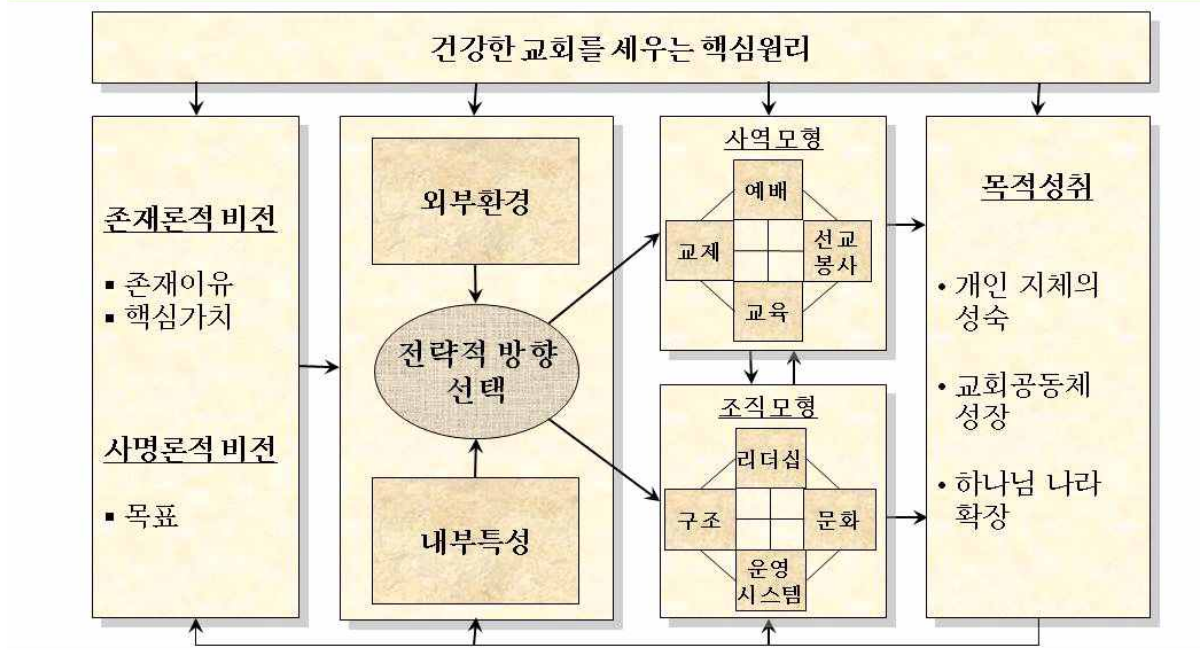 건강한 교회를 세우는 핵심원리
존재론적 비전
▪ 존재이유
▪ 핵심가치
사명론적 비전
▪ 목표
외부환경
전략적 방향
선택
내부특성
사역모형
예배
교제
선교
봉사
교육
조직모형
리더십
구조
문화
운영
시스템
목적성취
• 개인 지체의
성숙
• 교회공동체
성장
• 하나님 나라
확장